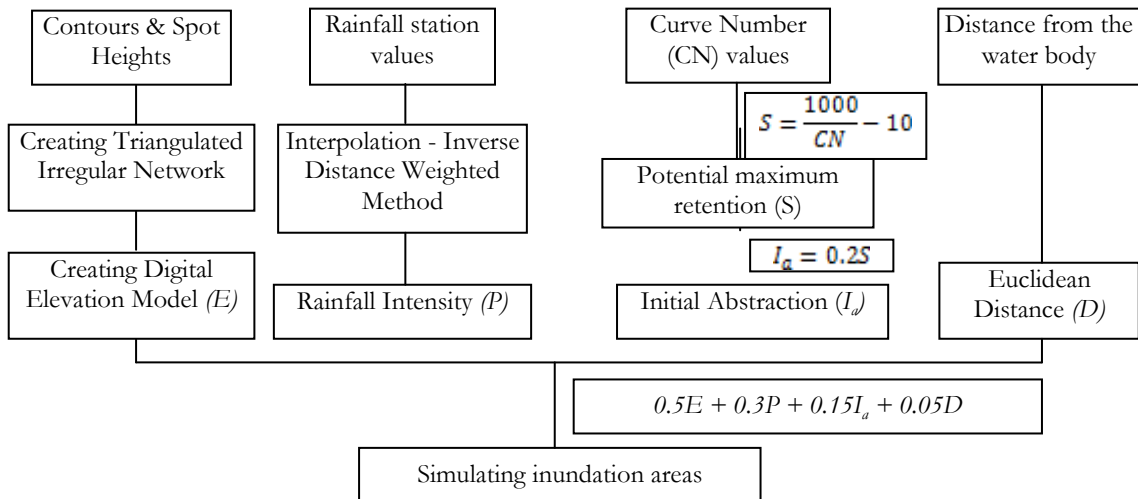 Contours & Spot
Heights
Rainfall station
values
Curve Number
(CN) values
Distance from the
water body
S = 1000/CN − 10
Creating Triangulated
Irregular Network
Interpolation - Inverse
Distance Weighted
Method
Potential maximum
retention (S)
I_a = 0.2S
Creating Digital
Elevation Model (E)
Rainfall Intensity (P)
Initial Abstraction (I_a)
Euclidean
Distance (D)
0.5E + 0.3P + 0.15I_a + 0.05D
Simulating inundation areas